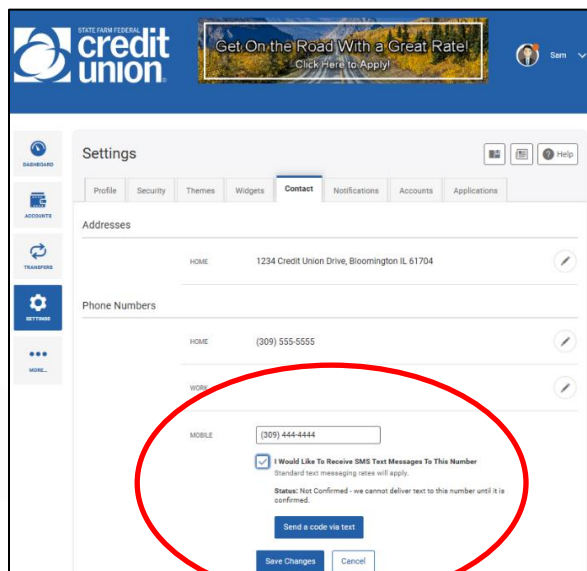 STATE FARM FEDERAL
credit
union
Get On the Road With a Great Rate!
Click Here to Apply!
Sam
DASHBOARD
ACCOUNTS
TRANSFERS
SETTINGS
MORE...
Settings
Help
Profile Security Themes Widgets Contact Notifications Accounts Applications
Addresses
HOME 1234 Credit Union Drive, Bloomington IL 61704
Phone Numbers
HOME (309) 555-5555
WORK
MOBILE (309) 444-4444
I Would Like To Receive SMS Text Messages To This Number
Standard text messaging rates will apply.
Status: Not Confirmed - we cannot deliver text to this number until it is
confirmed.
Send a code via text
Save Changes Cancel